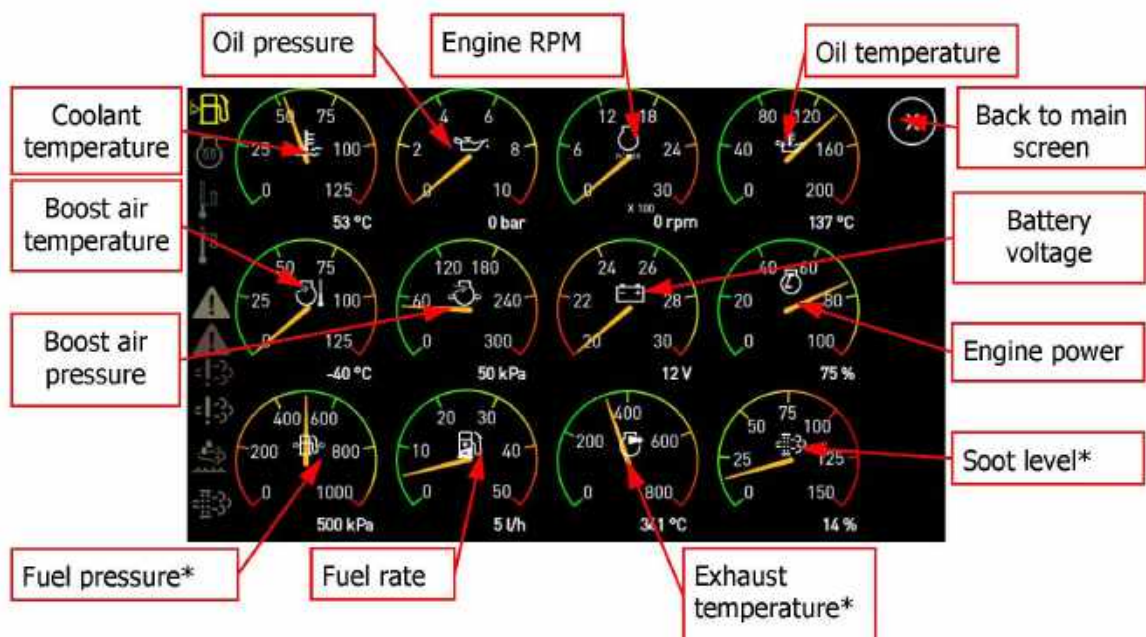 Oil pressure
Engine RPM
Oil temperature
Coolant
temperature
Back to main
screen
Boost air
temperature
Battery
voltage
Boost air
pressure
Engine power
Soot level*
Fuel pressure*
Fuel rate
Exhaust
temperature*
0 25 50 75 100 125
53 °C
0 2 4 6 8 10
0 bar
0 6 12 18 24 30
X 100
0 rpm
0 40 80 120 160 200
137 °C
0 25 50 75 100 125
-40 °C
0 60 120 180 240 300
50 kPa
20 22 24 26 28 30
12 V
0 20 40 60 80 100
75 %
0 200 400 600 800 1000
500 kPa
0 10 20 30 40 50
5 l/h
0 200 400 600 800
341 °C
0 25 50 75 100 125 150
14 %